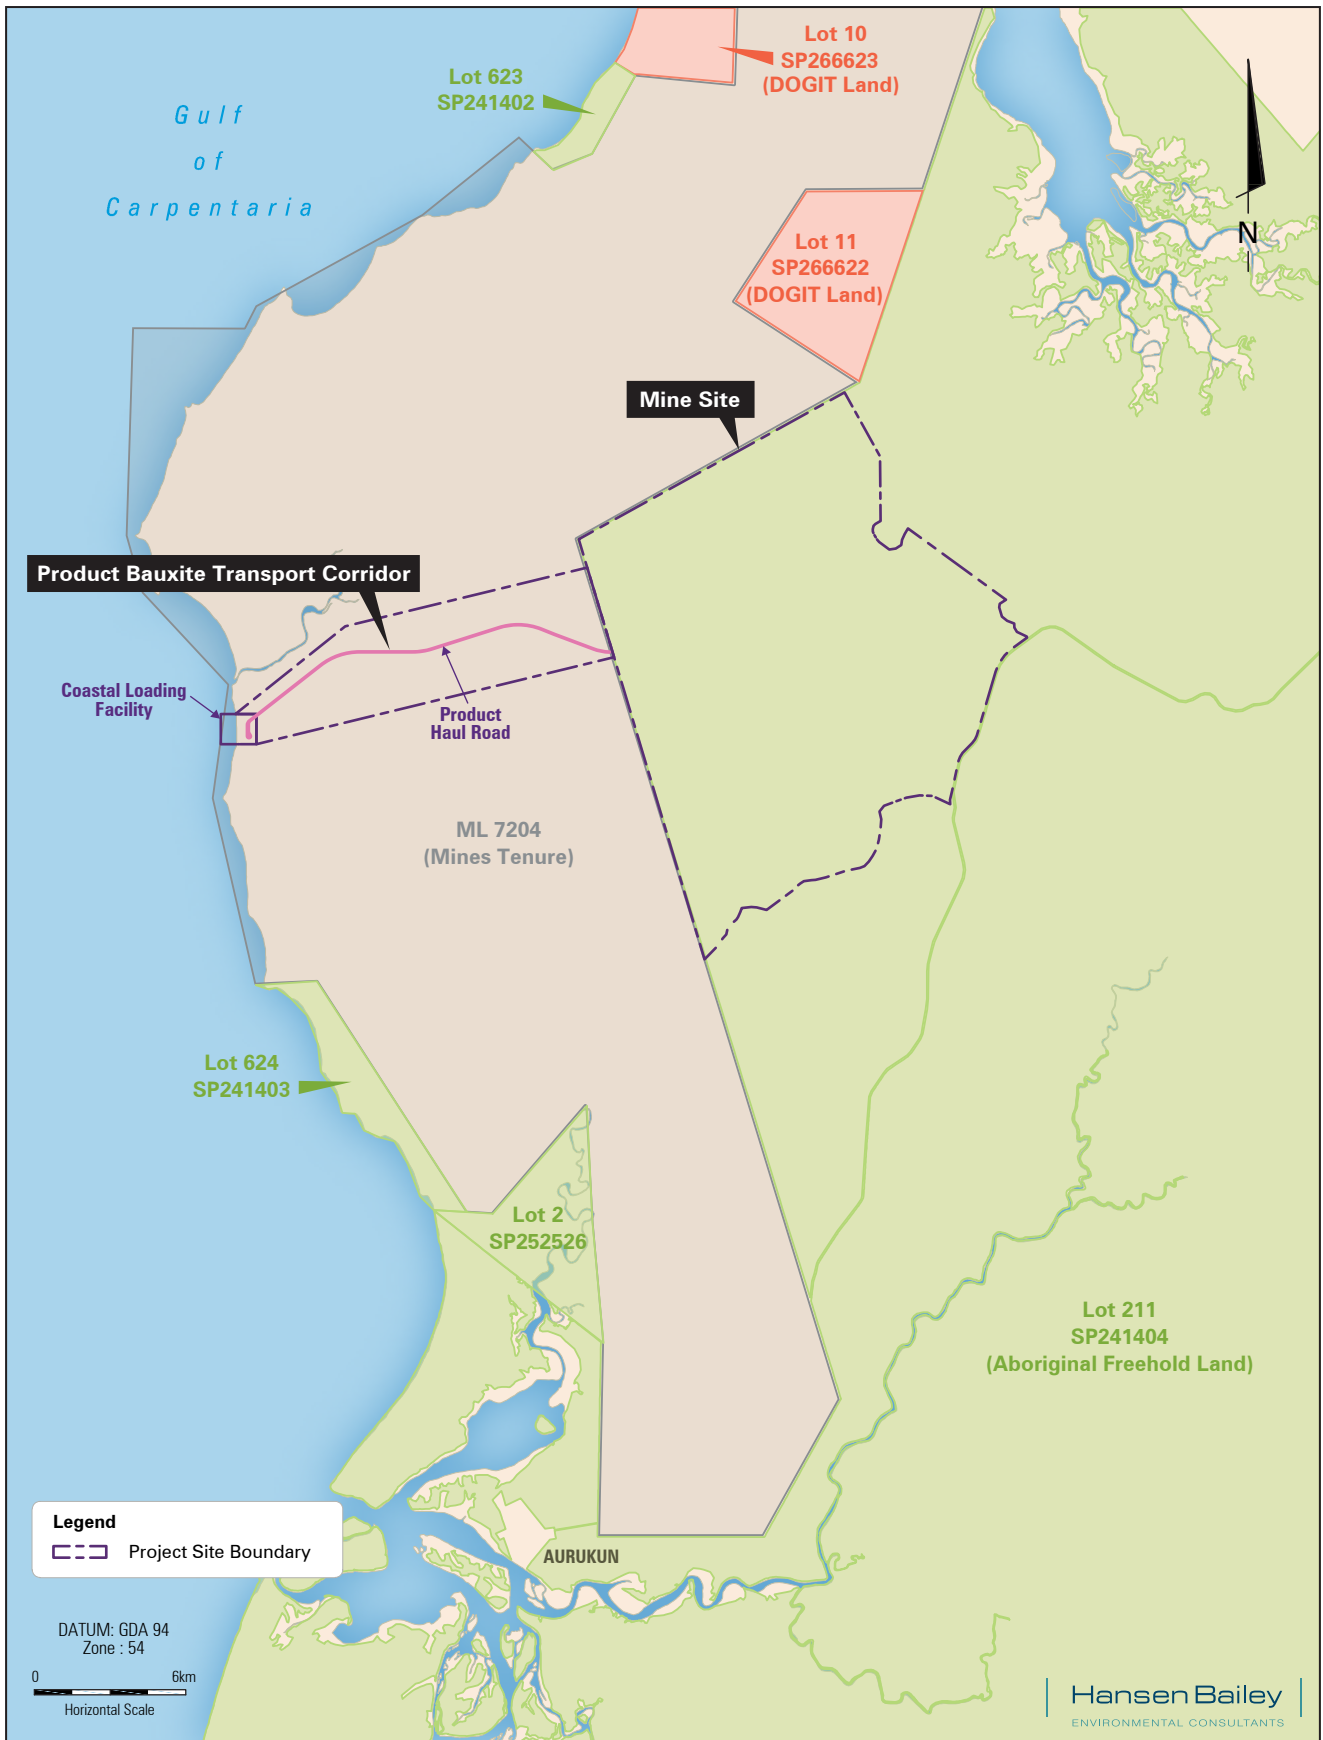 Lot 10
SP266623
(DOGIT Land)
Lot 623
SP241402
Gulf
of
Carpentaria
N
Lot 11
SP266622
(DOGIT Land)
Mine Site
Product Bauxite Transport Corridor
Coastal Loading
Facility
Product
Haul Road
ML 7204
(Mines Tenure)
Lot 624
SP241403
Lot 2
SP252526
Lot 211
SP241404
(Aboriginal Freehold Land)
Legend
Project Site Boundary
AURUKUN
DATUM: GDA 94
Zone : 54
0 6km
Horizontal Scale
Hansen Bailey
ENVIRONMENTAL CONSULTANTS